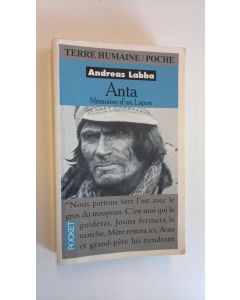 TERRE HUMAINE / POCHE
Andreas Labba
Anta
Mémoires d'un Lapon
"Nous partons vers l'est avec le
gros du troupeau. C'est moi qui le
guiderai, Jouna fermera la
marche. Mère restera ici, Anta
et grand-père lui tiendront
POCKET